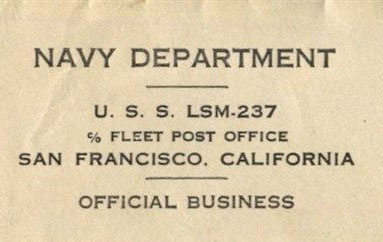 NAVY DEPARTMENT
U. S. S. LSM-237
℅ FLEET POST OFFICE
SAN FRANCISCO, CALIFORNIA
OFFICIAL BUSINESS